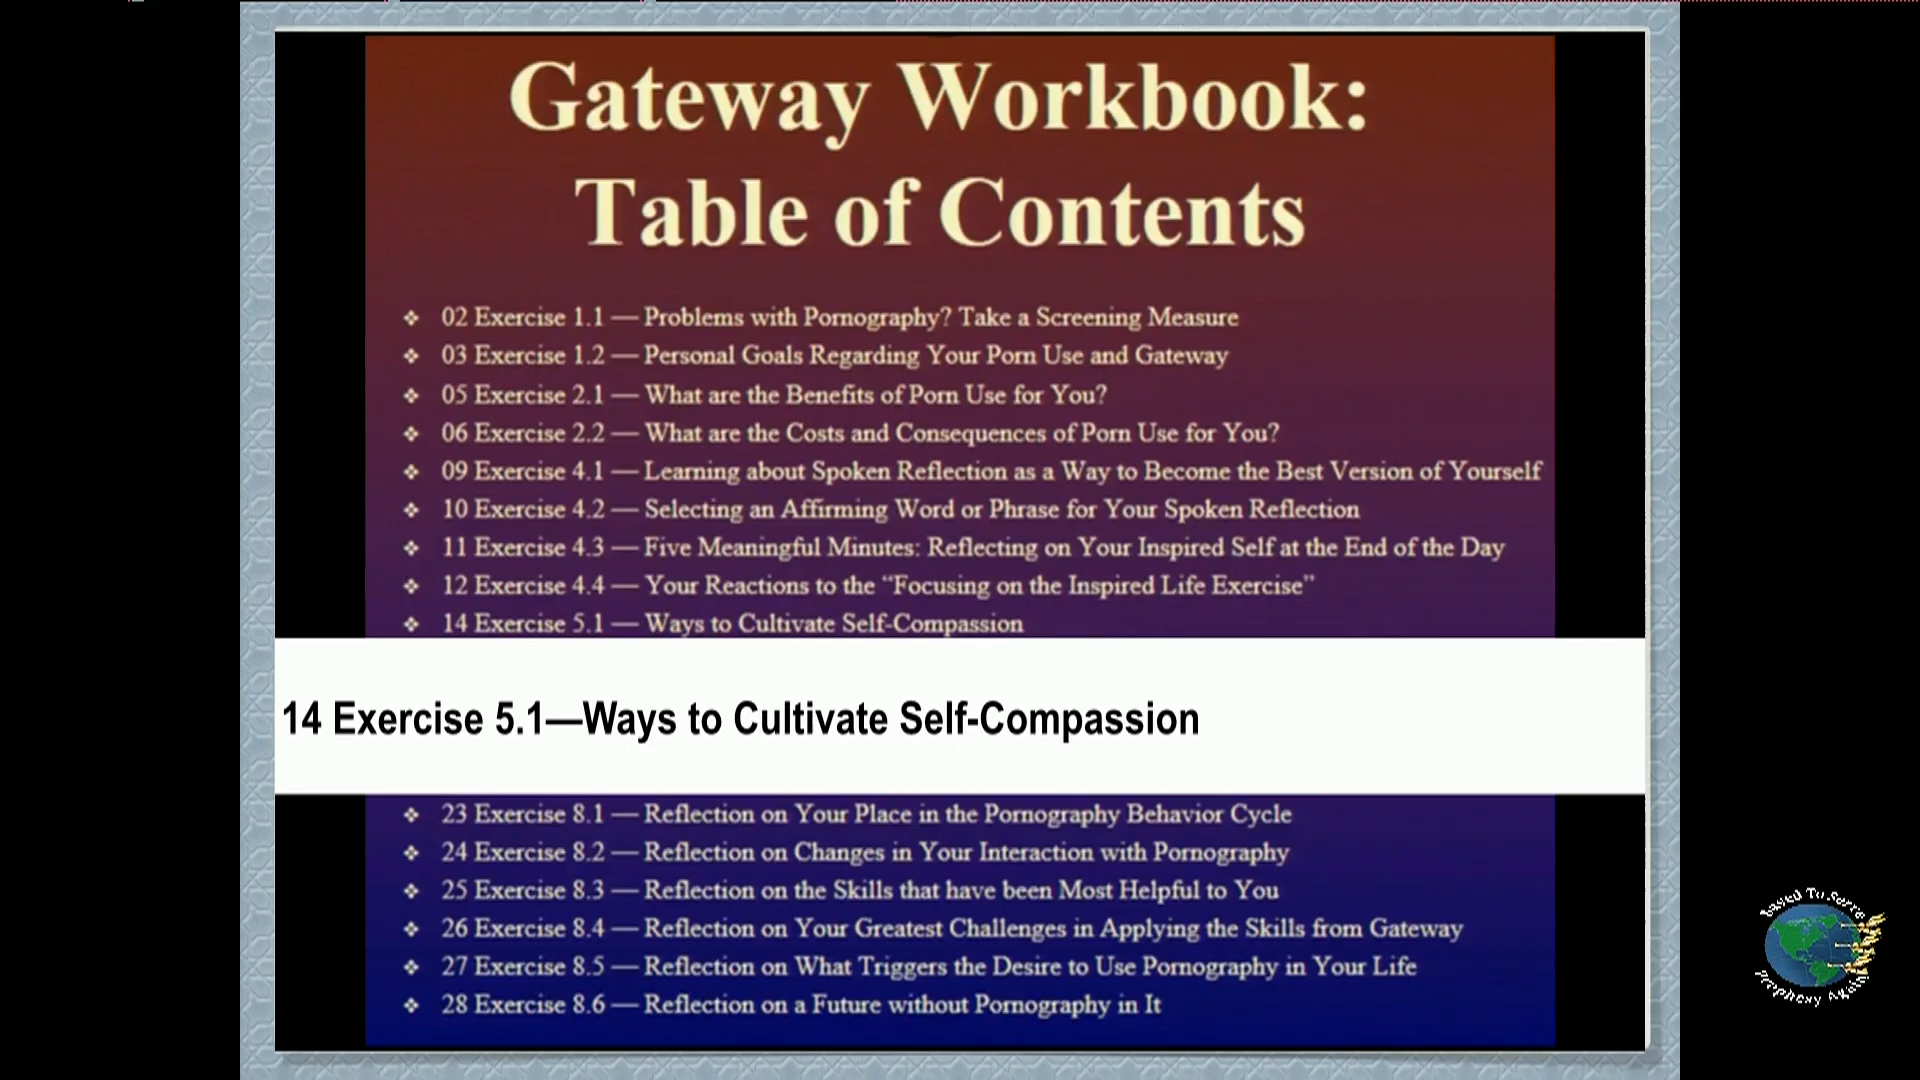 Gateway Workbook:
Table of Contents
❖ 02 Exercise 1.1 — Problems with Pornography? Take a Screening Measure
❖ 03 Exercise 1.2 — Personal Goals Regarding Your Porn Use and Gateway
❖ 05 Exercise 2.1 — What are the Benefits of Porn Use for You?
❖ 06 Exercise 2.2 — What are the Costs and Consequences of Porn Use for You?
❖ 09 Exercise 4.1 — Learning about Spoken Reflection as a Way to Become the Best Version of Yourself
❖ 10 Exercise 4.2 — Selecting an Affirming Word or Phrase for Your Spoken Reflection
❖ 11 Exercise 4.3 — Five Meaningful Minutes: Reflecting on Your Inspired Self at the End of the Day
❖ 12 Exercise 4.4 — Your Reactions to the “Focusing on the Inspired Life Exercise”
❖ 14 Exercise 5.1 — Ways to Cultivate Self-Compassion
14 Exercise 5.1—Ways to Cultivate Self-Compassion
❖ 23 Exercise 8.1 — Reflection on Your Place in the Pornography Behavior Cycle
❖ 24 Exercise 8.2 — Reflection on Changes in Your Interaction with Pornography
❖ 25 Exercise 8.3 — Reflection on the Skills that have been Most Helpful to You
❖ 26 Exercise 8.4 — Reflection on Your Greatest Challenges in Applying the Skills from Gateway
❖ 27 Exercise 8.5 — Reflection on What Triggers the Desire to Use Pornography in Your Life
❖ 28 Exercise 8.6 — Reflection on a Future without Pornography in It
To Serve
Again